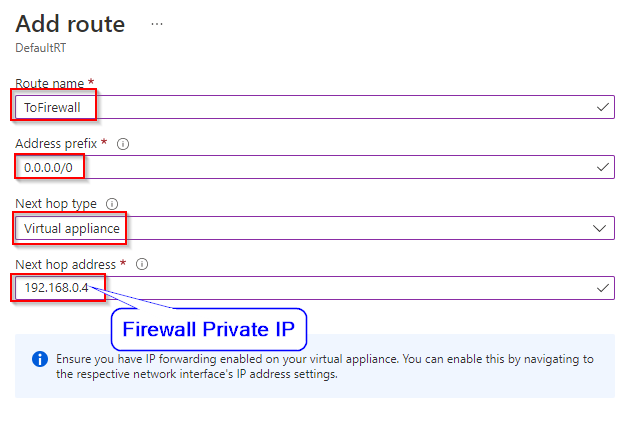 Add route ...
DefaultRT
Route name *
ToFirewall
Address prefix *
0.0.0.0/0
Next hop type
Virtual appliance
Next hop address *
192.168.0.4
Firewall Private IP
Ensure you have IP forwarding enabled on your virtual appliance. You can enable this by navigating to
the respective network interface's IP address settings.